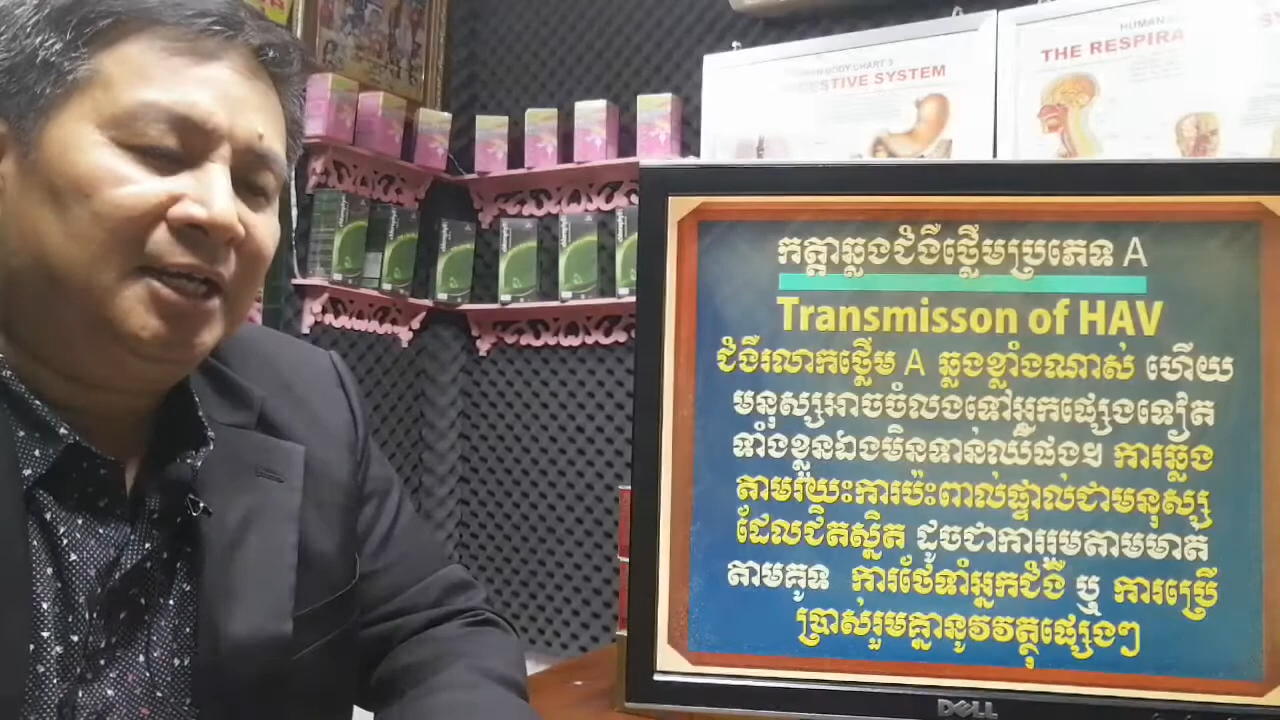 HUMAN BODY CHART 3
DIGESTIVE SYSTEM
HUMAN
THE RESPIRA
កត្តាឆ្លងជំងឺថ្លើមប្រភេទ A
Transmisson of HAV
ជំងឺរលាកថ្លើម A ឆ្លងខ្លាំងណាស់ ហើយ
មនុស្សអាចចំលងទៅអ្នកផ្សេងទៀត
ទាំងខ្លួនឯងមិនទាន់ឈឺផង។ ការឆ្លង
តាមរយះការប៉ះពាល់ផ្ទាល់ជាមនុស្ស
ដែលជិតស្និត ដូចជាការរួមតាមមាត់
តាមគូទ ការថែទាំអ្នកជំងឺ ឬ ការប្រើ
ប្រាស់រួមគ្នានូវវត្ថុផ្សេងៗ
DELL